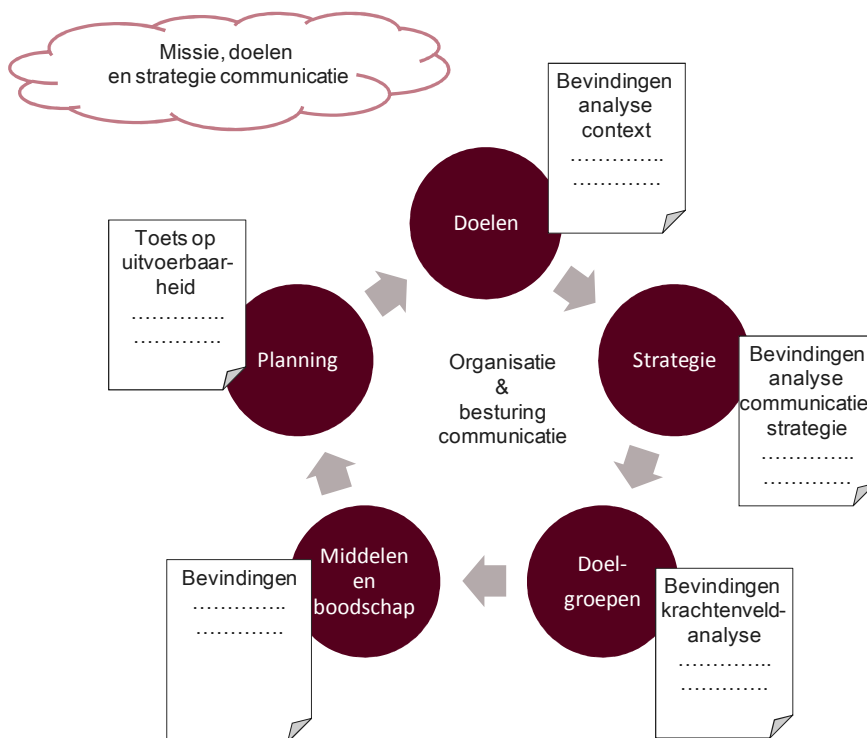 Missie, doelen
en strategie communicatie
Bevindingen
analyse
context
…………..
…………
Doelen
Toets op
uitvoerbaar-
heid
…………..
…………
Planning
Organisatie
&
besturing
communicatie
Strategie
Bevindingen
analyse
communicatie
strategie
…………..
…………
Middelen
en
boodschap
Bevindingen
…………..
…………
Doel-
groepen
Bevindingen
krachtenveld-
analyse
…………..
………….